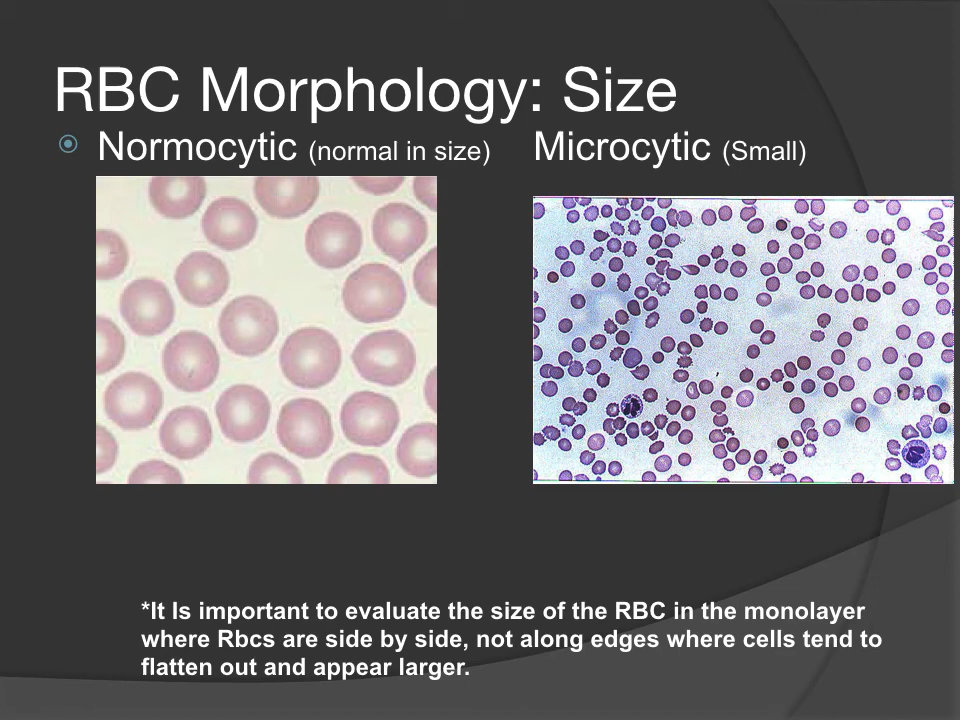 RBC Morphology: Size
Normocytic (normal in size)
Microcytic (Small)
*It Is important to evaluate the size of the RBC in the monolayer
where Rbcs are side by side, not along edges where cells tend to
flatten out and appear larger.